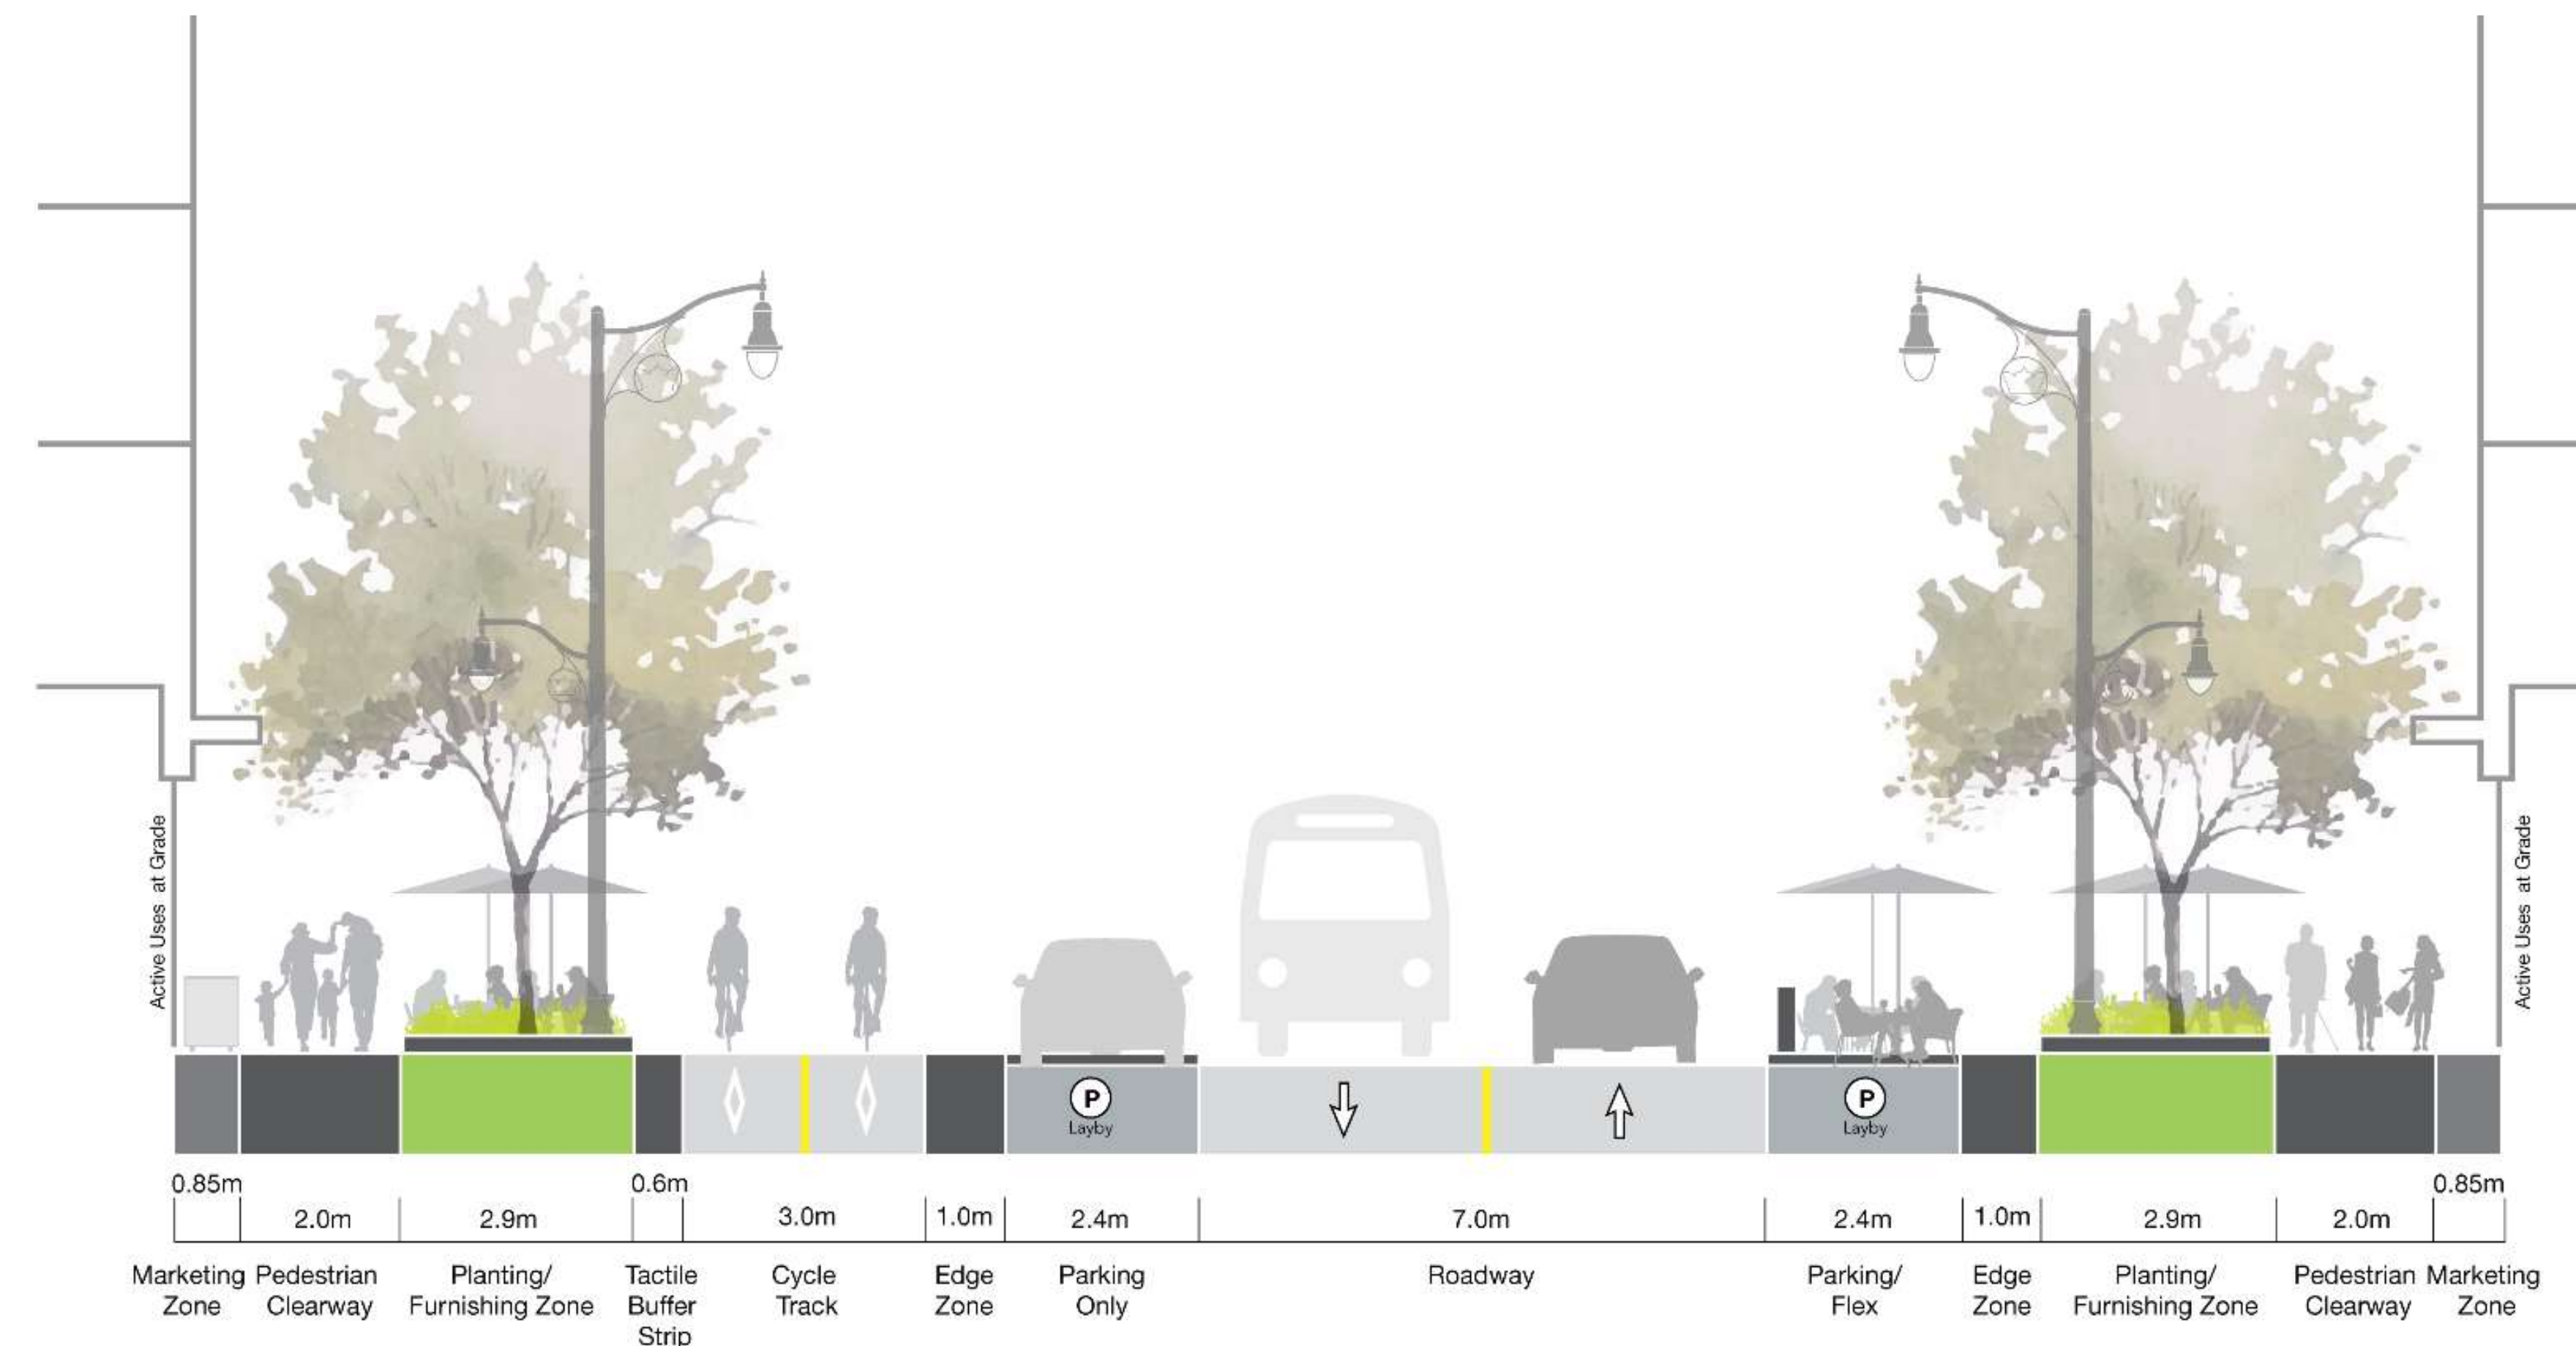 Active Uses at Grade
Active Uses at Grade
P
Layby
P
Layby
0.85m
2.0m
2.9m
0.6m
3.0m
1.0m
2.4m
7.0m
2.4m
1.0m
2.9m
2.0m
0.85m
Marketing
Zone
Pedestrian
Clearway
Planting/
Furnishing Zone
Tactile
Buffer
Strip
Cycle
Track
Edge
Zone
Parking
Only
Roadway
Parking/
Flex
Edge
Zone
Planting/
Furnishing Zone
Pedestrian
Clearway
Marketing
Zone